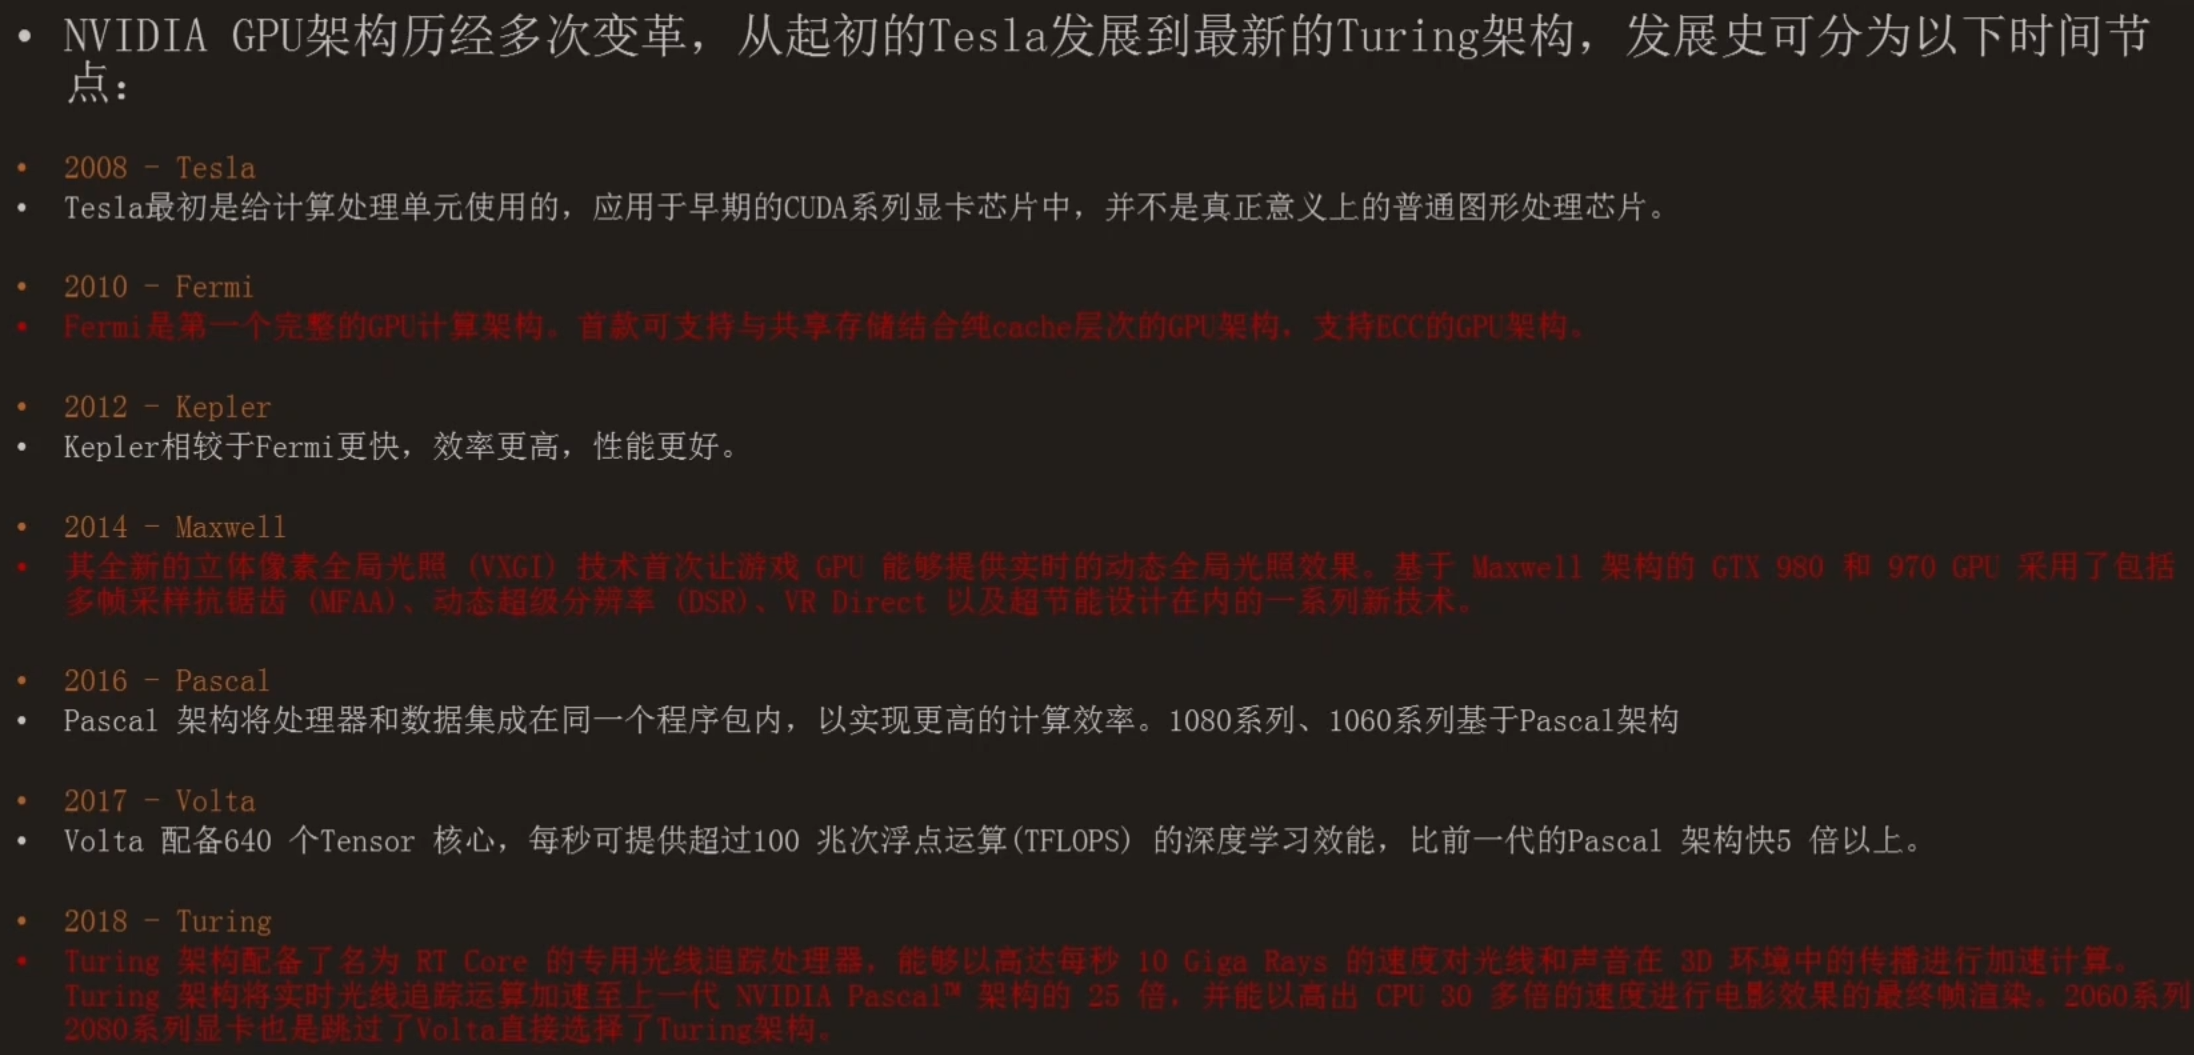 • NVIDIA GPU架构历经多次变革，从起初的Tesla发展到最新的Turing架构，发展史可分为以下时间节
点：
• 2008 - Tesla
• Tesla最初是给计算处理单元使用的，应用于早期的CUDA系列显卡芯片中，并不是真正意义上的普通图形处理芯片。
• 2010 - Fermi
• Fermi是第一个完整的GPU计算架构。首款可支持与共享存储结合纯cache层次的GPU架构，支持ECC的GPU架构。
• 2012 - Kepler
• Kepler相较于Fermi更快，效率更高，性能更好。
• 2014 - Maxwell
• 其全新的立体像素全局光照 (VXGI) 技术首次让游戏 GPU 能够提供实时的动态全局光照效果。基于 Maxwell 架构的 GTX 980 和 970 GPU 采用了包括
多帧采样抗锯齿 (MFAA)、动态超级分辨率 (DSR)、VR Direct 以及超节能设计在内的一系列新技术。
• 2016 - Pascal
• Pascal 架构将处理器和数据集成在同一个程序包内，以实现更高的计算效率。1080系列、1060系列基于Pascal架构
• 2017 - Volta
• Volta 配备640 个Tensor 核心，每秒可提供超过100 兆次浮点运算(TFLOPS) 的深度学习效能，比前一代的Pascal 架构快5 倍以上。
• 2018 - Turing
• Turing 架构配备了名为 RT Core 的专用光线追踪处理器，能够以高达每秒 10 Giga Rays 的速度对光线和声音在 3D 环境中的传播进行加速计算。
Turing 架构将实时光线追踪运算加速至上一代 NVIDIA Pascal™ 架构的 25 倍，并能以高出 CPU 30 多倍的速度进行电影效果的最终帧渲染。2060系列
2080系列显卡也是跳过了Volta直接选择了Turing架构。